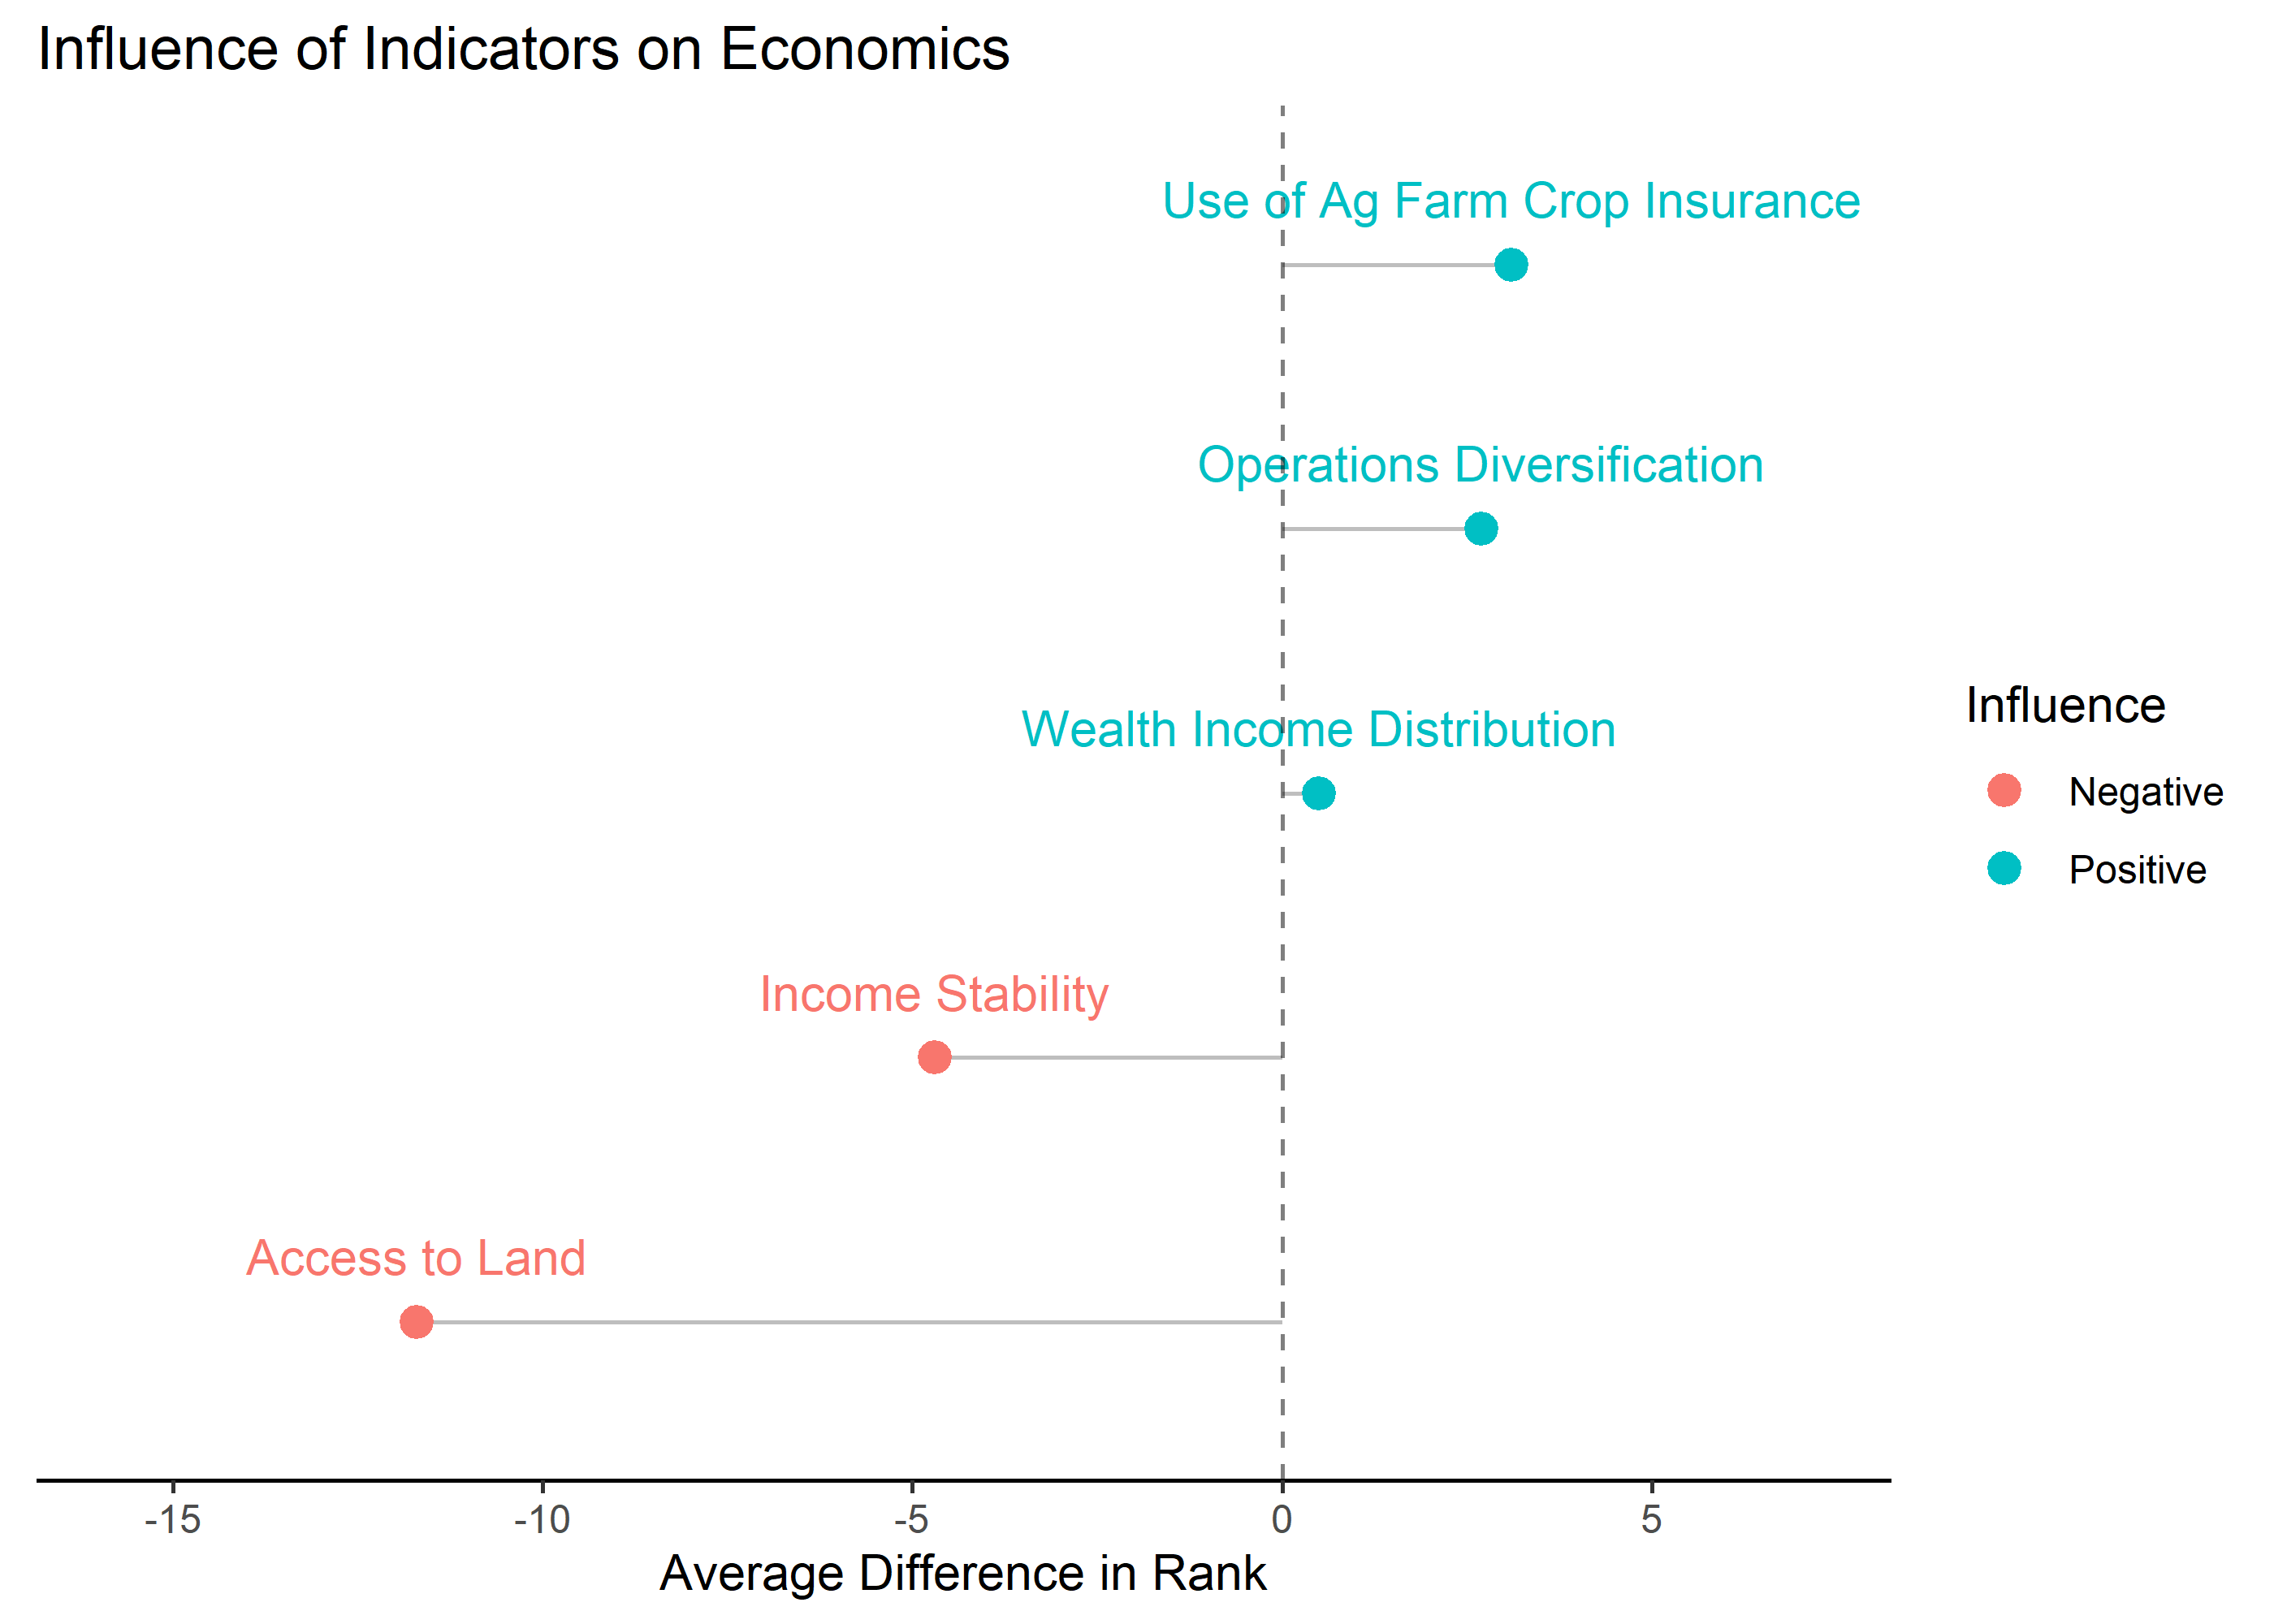 Influence of Indicators on Economics
Use of Ag Farm Crop Insurance
Operations Diversification
Wealth Income Distribution
Income Stability
Access to Land
Influence
Negative
Positive
-15 -10 -5 0 5
Average Difference in Rank